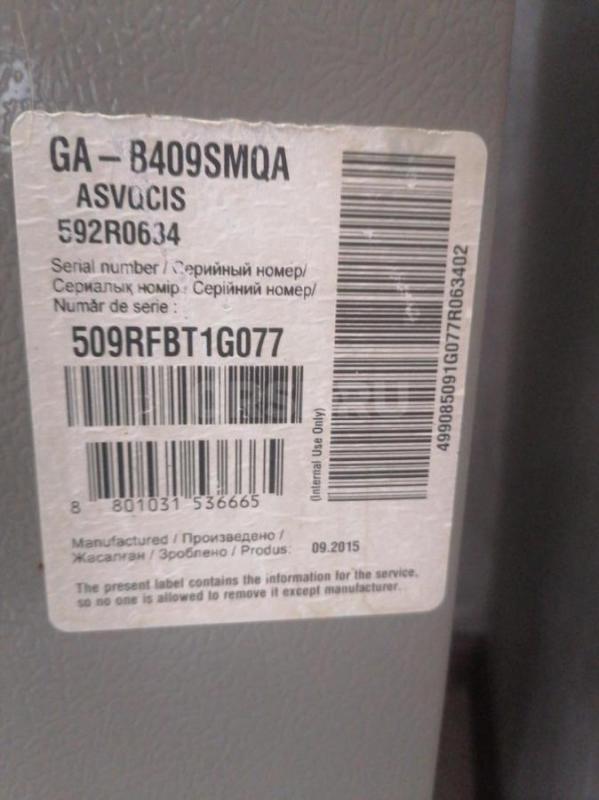 GA-B409SMQA
ASVQCIS
592R0634
Serial number / Серийный номер/
Сериалық номір / Серійний номер/
Număr de serie :
509RFBT1G077
8 801031 536665
(Internal Use Only)
499085091G077R063402
Manufactured / Произведено /
Жасалған / Зроблено / Produs: 09.2015
The present label contains the information for the service,
so no one is allowed to remove it except manufacturer.